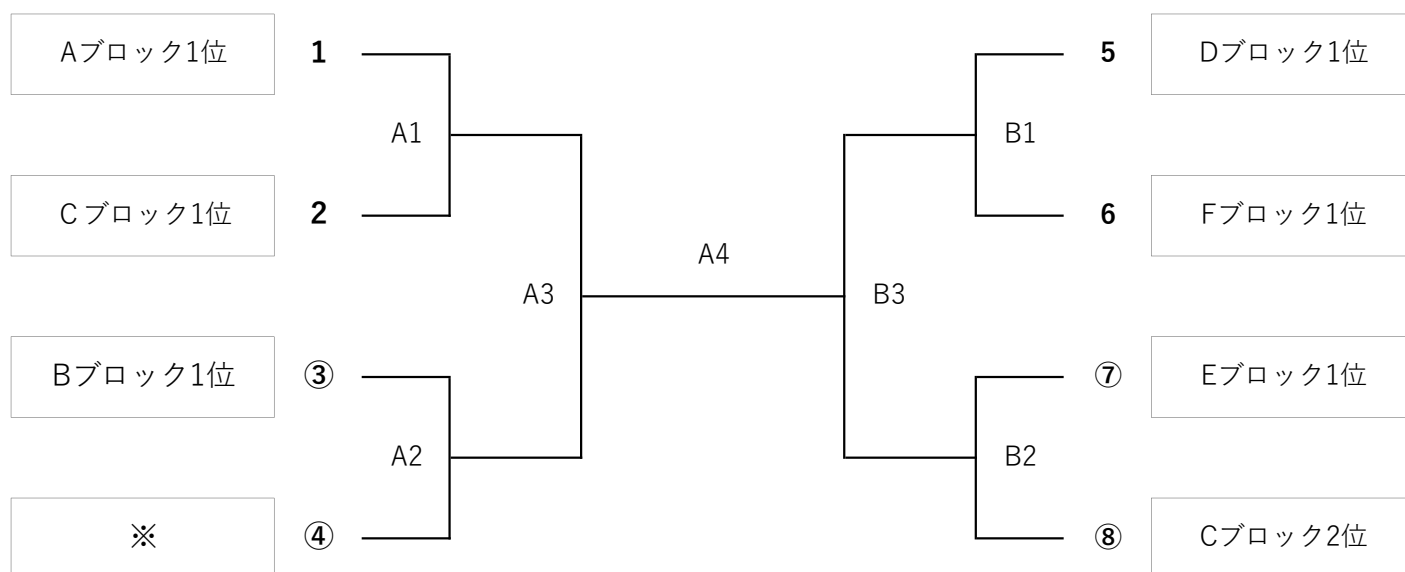 Aブロック1位 1
A1
Cブロック1位 2
A3
Bブロック1位 ③
A2
※ ④
A4
5 Dブロック1位
B1
6 Fブロック1位
B3
⑦ Eブロック1位
B2
⑧ Cブロック2位